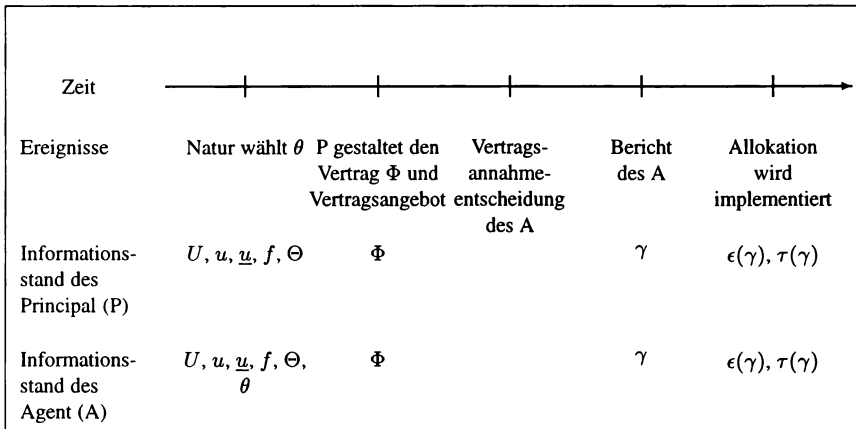 Zeit
Ereignisse Natur wählt θ P gestaltet den Vertrags- Bericht Allokation
Vertrag Φ und annahme- des A wird
Vertragsangebot entscheidung implementiert
des A
Informations- U, u, u̲, f, Θ Φ γ ϵ(γ), τ(γ)
stand des
Principal (P)
Informations- U, u, u̲, f, Θ, Φ γ ϵ(γ), τ(γ)
stand des θ
Agent (A)